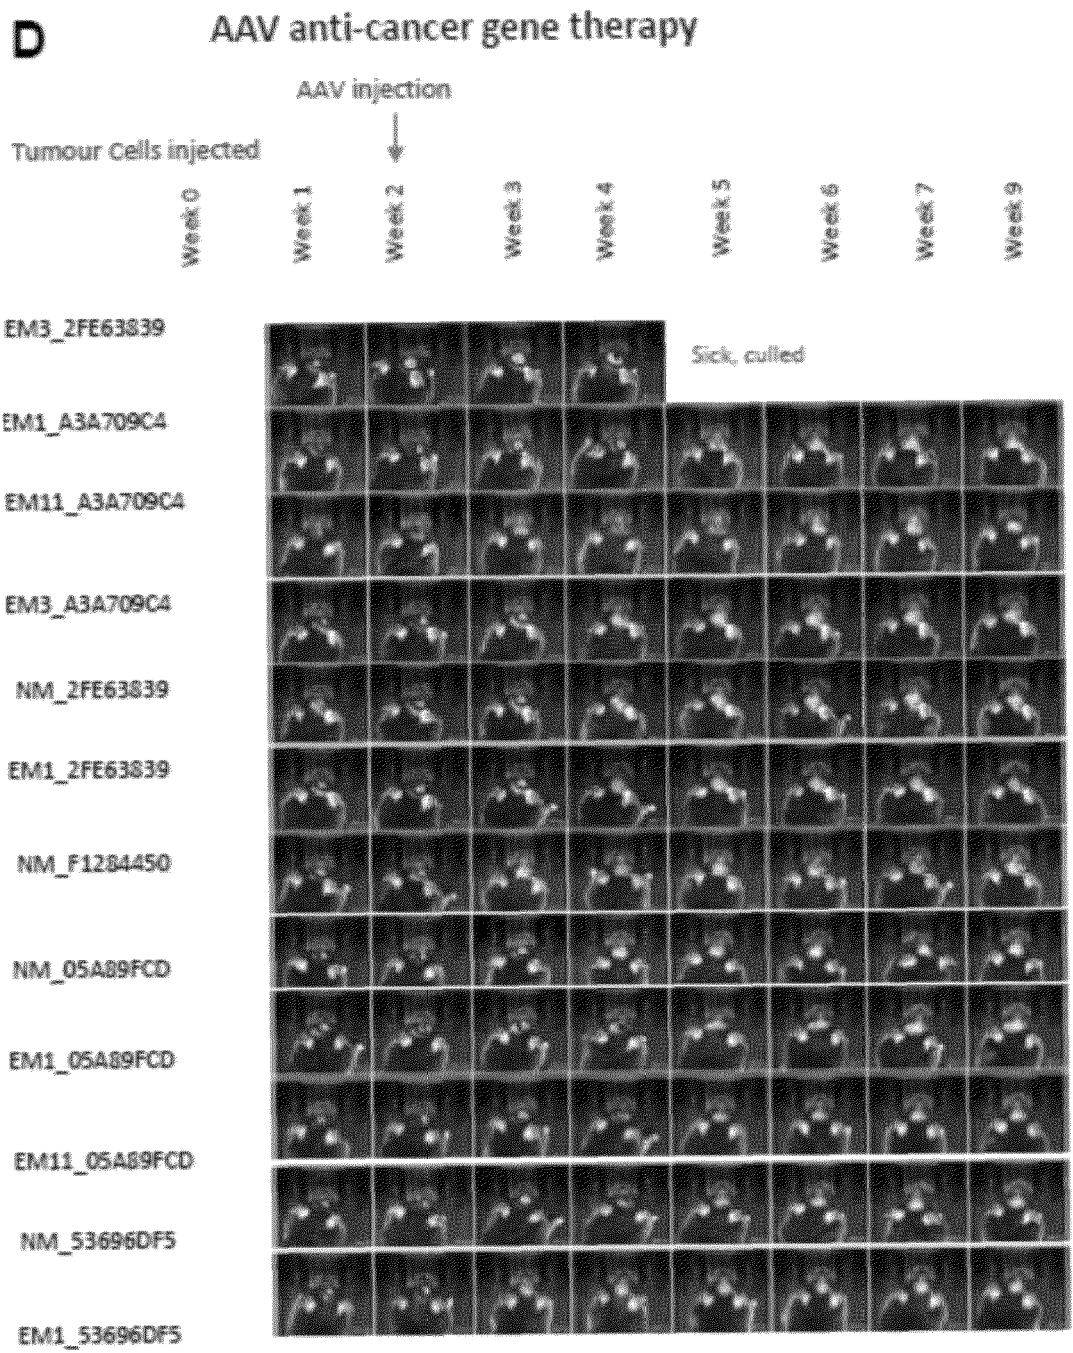 D
AAV anti-cancer gene therapy
AAV injection
Tumour Cells injected
Week 0
Week 1
Week 2
Week 3
Week 4
Week 5
Week 6
Week 7
Week 9
EM3_2FE63839
Sick, culled
EM1_A3A709C4
EM11_A3A709C4
EM3_A3A709C4
NM_2FE63839
EM1_2FE63839
NM_F1284450
NM_05A89FCD
EM1_05A89FCD
EM11_05A89FCD
NM_53696DF5
EM1_53696DF5